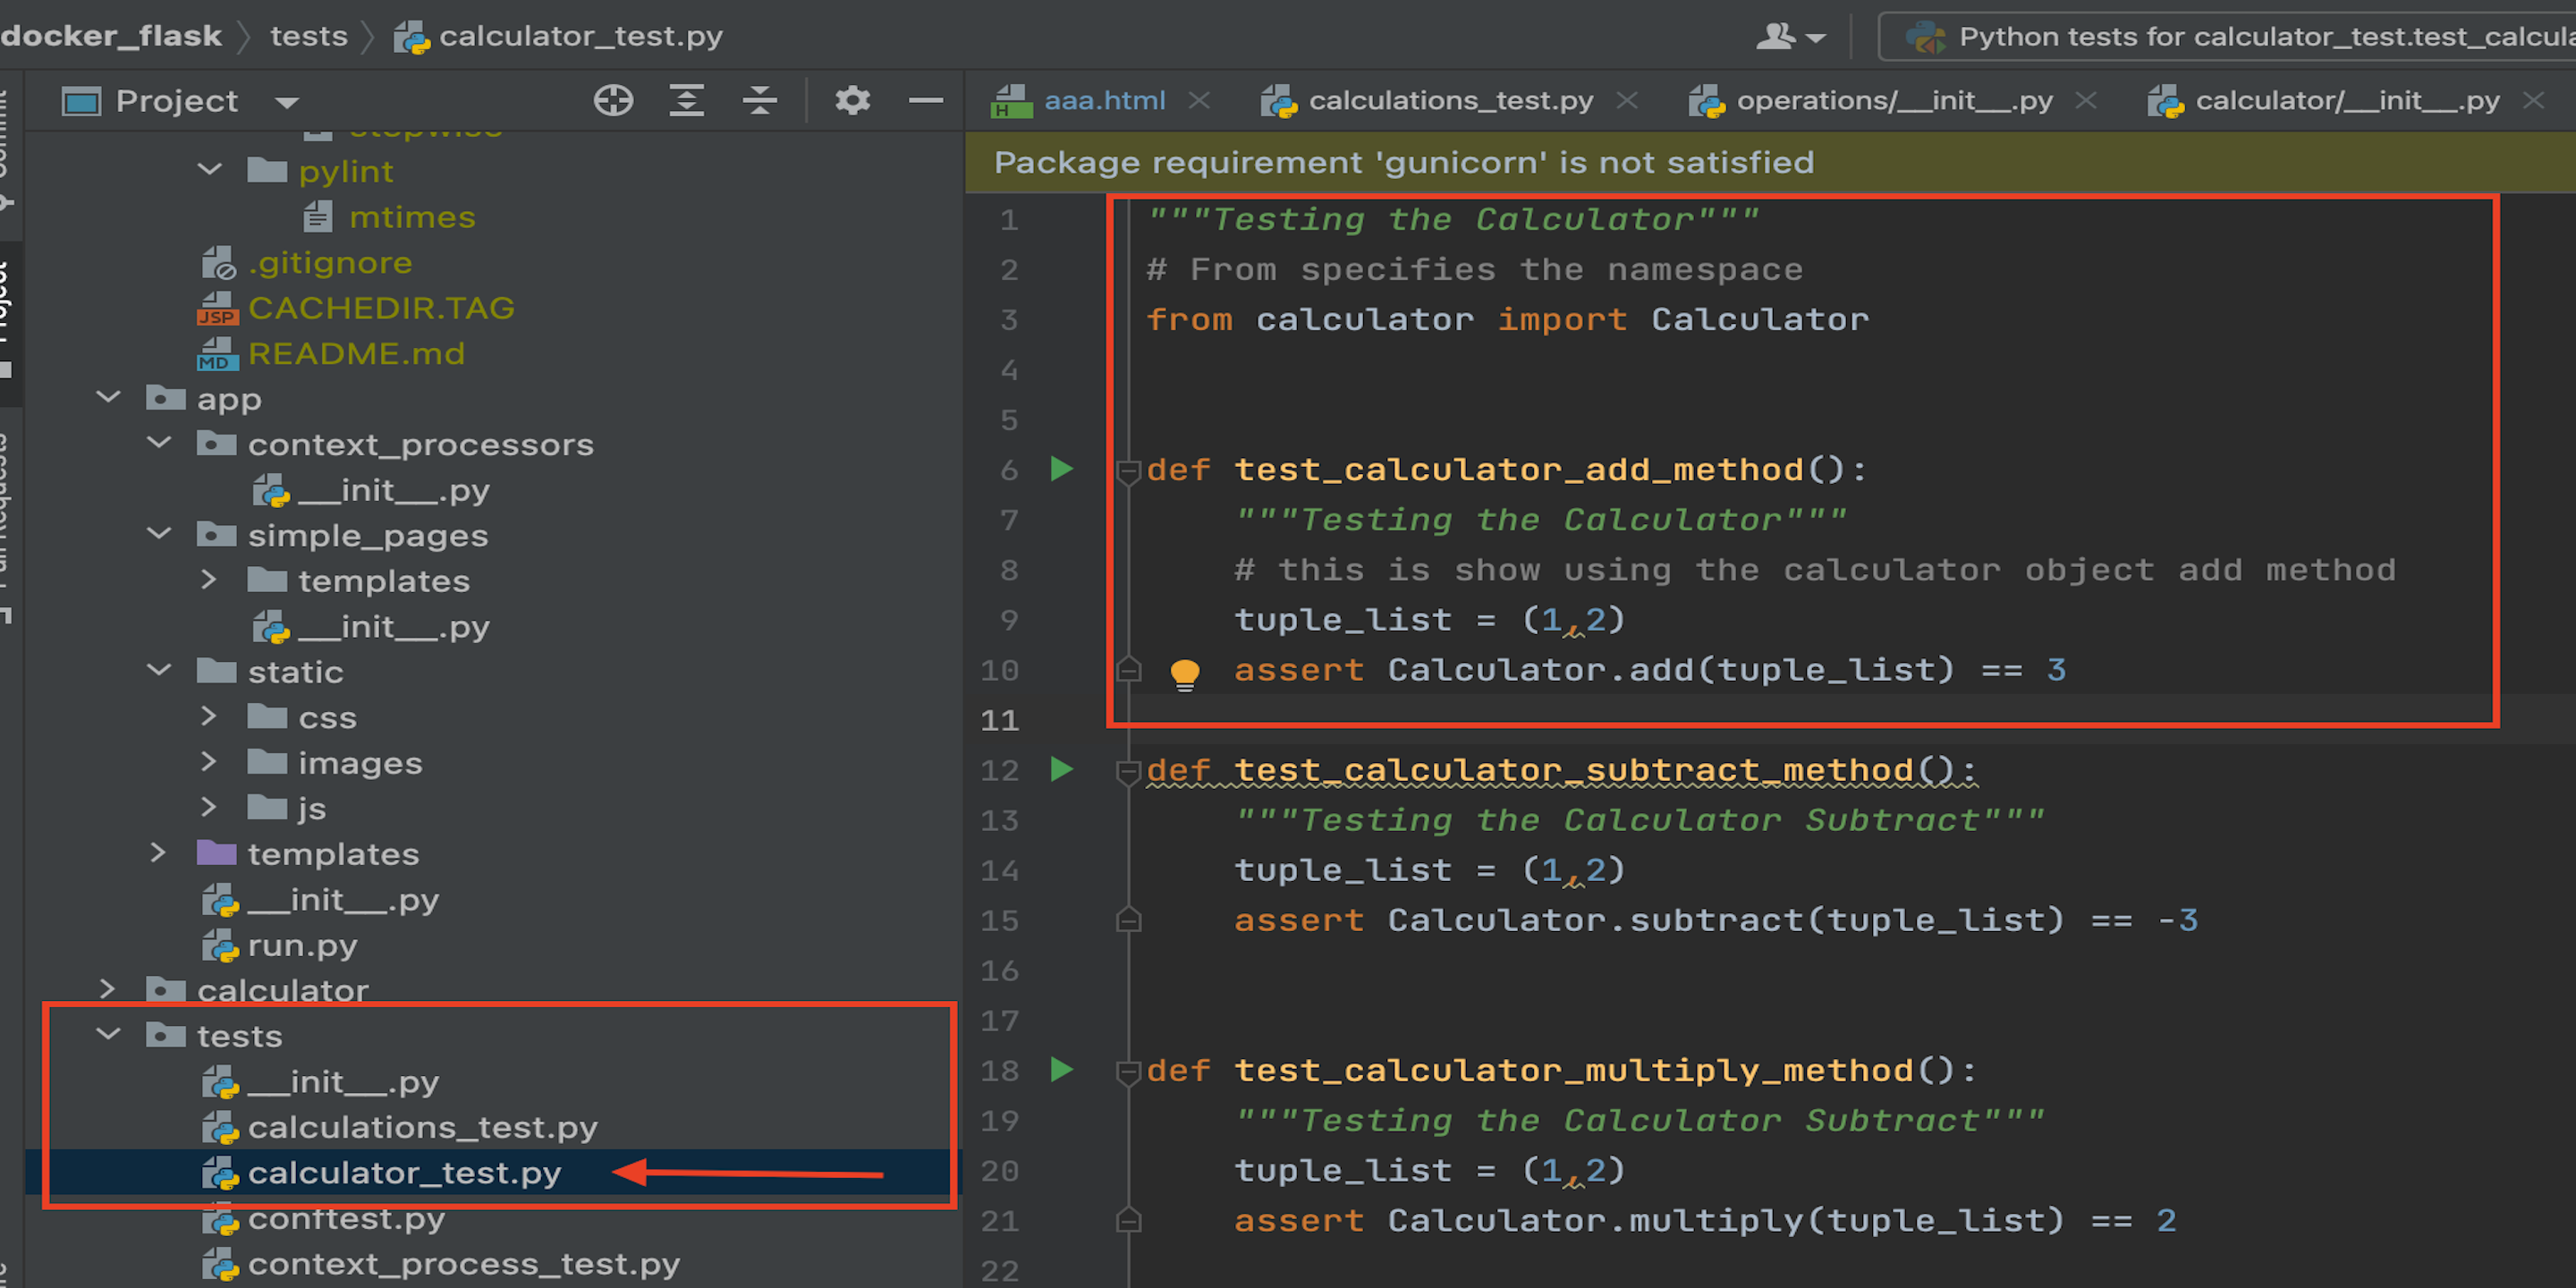 docker_flask tests calculator_test.py
Python tests for calculator_test.test_calcula
Project
aaa.html
calculations_test.py
operations/__init__.py
calculator/__init__.py
stepwise
pylint
mtimes
.gitignore
JSP CACHEDIR.TAG
MD README.md
app
context_processors
__init__.py
simple_pages
templates
__init__.py
static
css
images
js
templates
__init__.py
run.py
calculator
tests
__init__.py
calculations_test.py
calculator_test.py
conftest.py
context_process_test.py
Package requirement 'gunicorn' is not satisfied
1 """Testing the Calculator"""
2 # From specifies the namespace
3 from calculator import Calculator
4
5
6 def test_calculator_add_method():
7 """Testing the Calculator"""
8 # this is show using the calculator object add method
9 tuple_list = (1,2)
10 assert Calculator.add(tuple_list) == 3
11
12 def test_calculator_subtract_method():
13 """Testing the Calculator Subtract"""
14 tuple_list = (1,2)
15 assert Calculator.subtract(tuple_list) == -3
16
17
18 def test_calculator_multiply_method():
19 """Testing the Calculator Subtract"""
20 tuple_list = (1,2)
21 assert Calculator.multiply(tuple_list) == 2
22